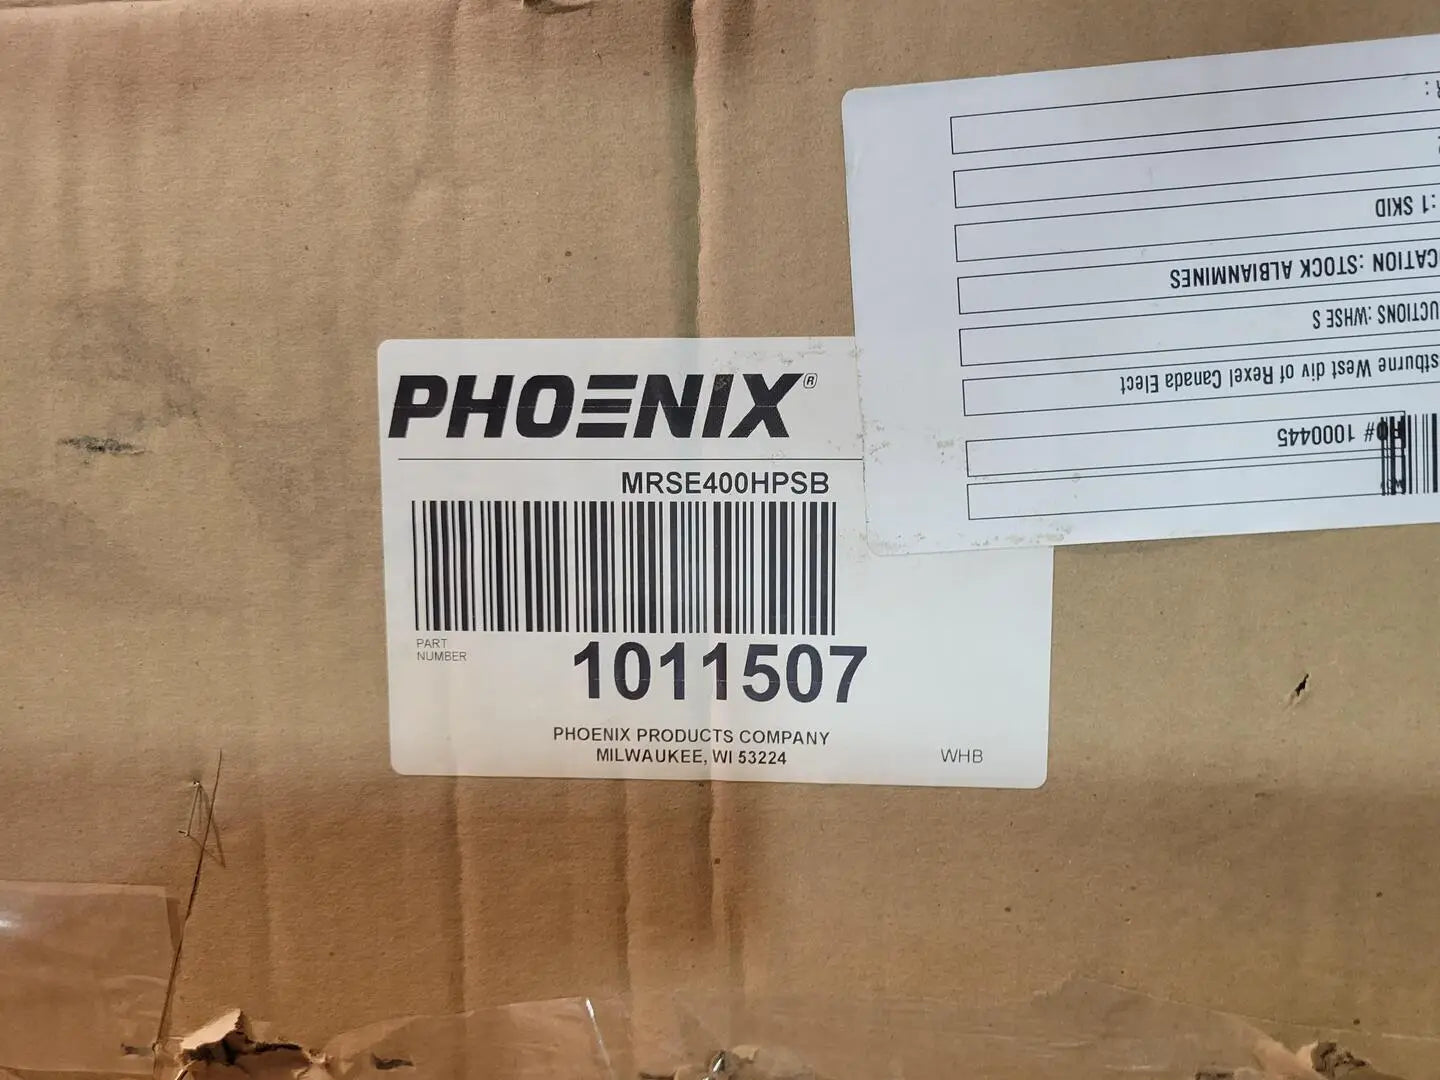 PHOENIX®
MRSE400HPSB
PART
NUMBER
1011507
PHOENIX PRODUCTS COMPANY
MILWAUKEE, WI 53224
WHB
PO# 1000445
stburne West div of Rexel Canada Elect
UCTIONS :WHSE S
CATION :STOCK ALBIANMINES
:1 SKID